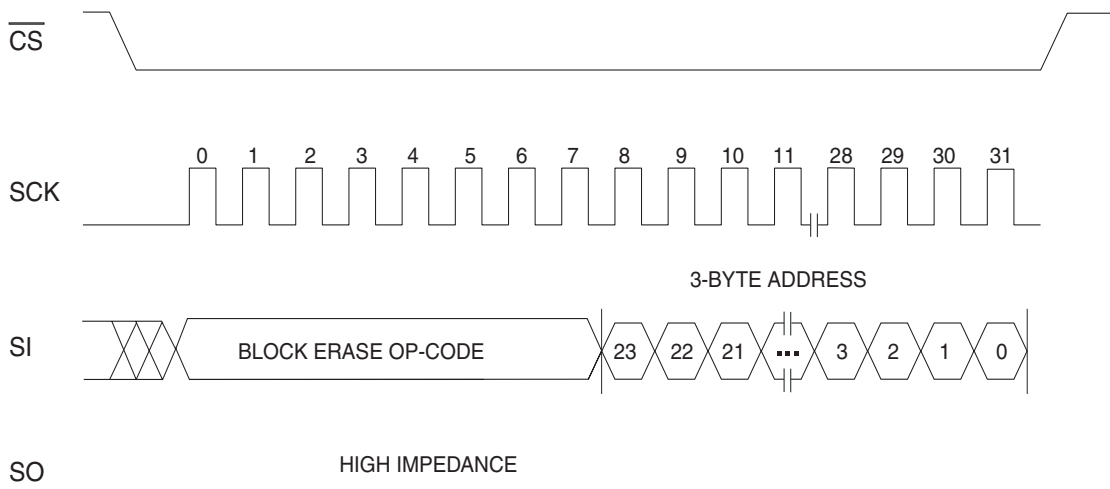 CS
0 1 2 3 4 5 6 7 8 9 10 11 28 29 30 31
SCK
3-BYTE ADDRESS
SI BLOCK ERASE OP-CODE 23 22 21 ... 3 2 1 0
HIGH IMPEDANCE
SO